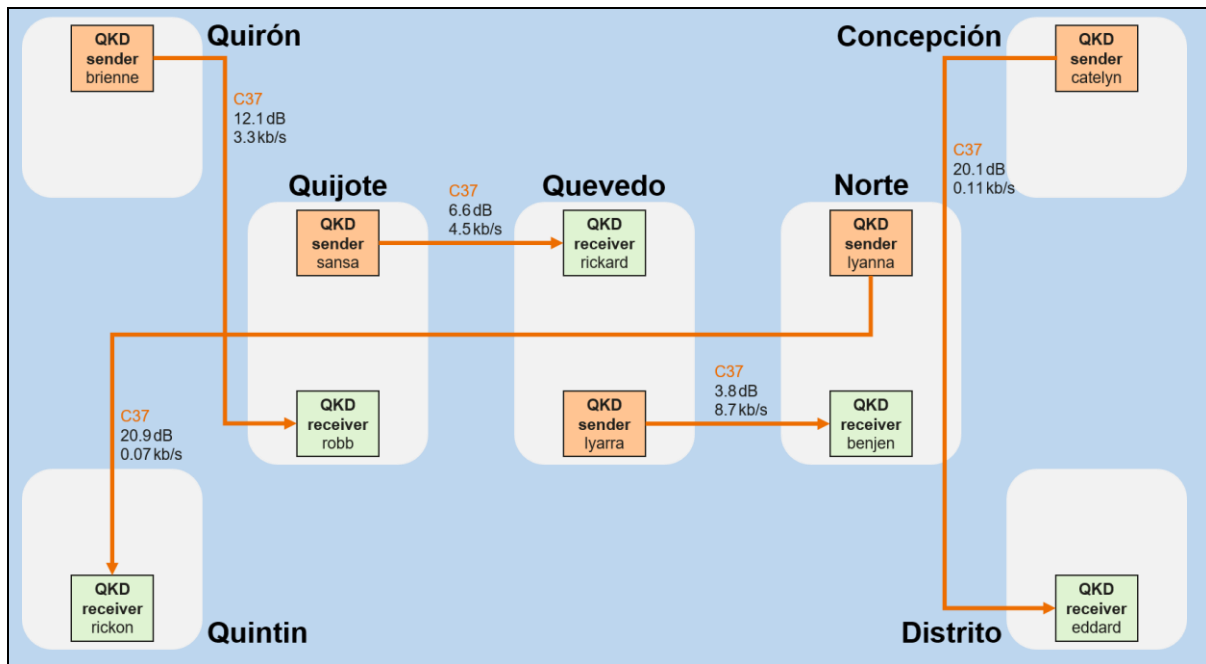 Quirón
QKD
sender
brienne
Concepción
QKD
sender
catelyn
C37
12.1 dB
3.3 kb/s
C37
20.1 dB
0.11 kb/s
Quijote
QKD
sender
sansa
C37
6.6 dB
4.5 kb/s
Quevedo
QKD
receiver
rickard
Norte
QKD
sender
lyanna
C37
20.9 dB
0.07 kb/s
QKD
receiver
robb
QKD
sender
lyarra
C37
3.8 dB
8.7 kb/s
QKD
receiver
benjen
QKD
receiver
rickon
Quintin
Distrito
QKD
receiver
eddard